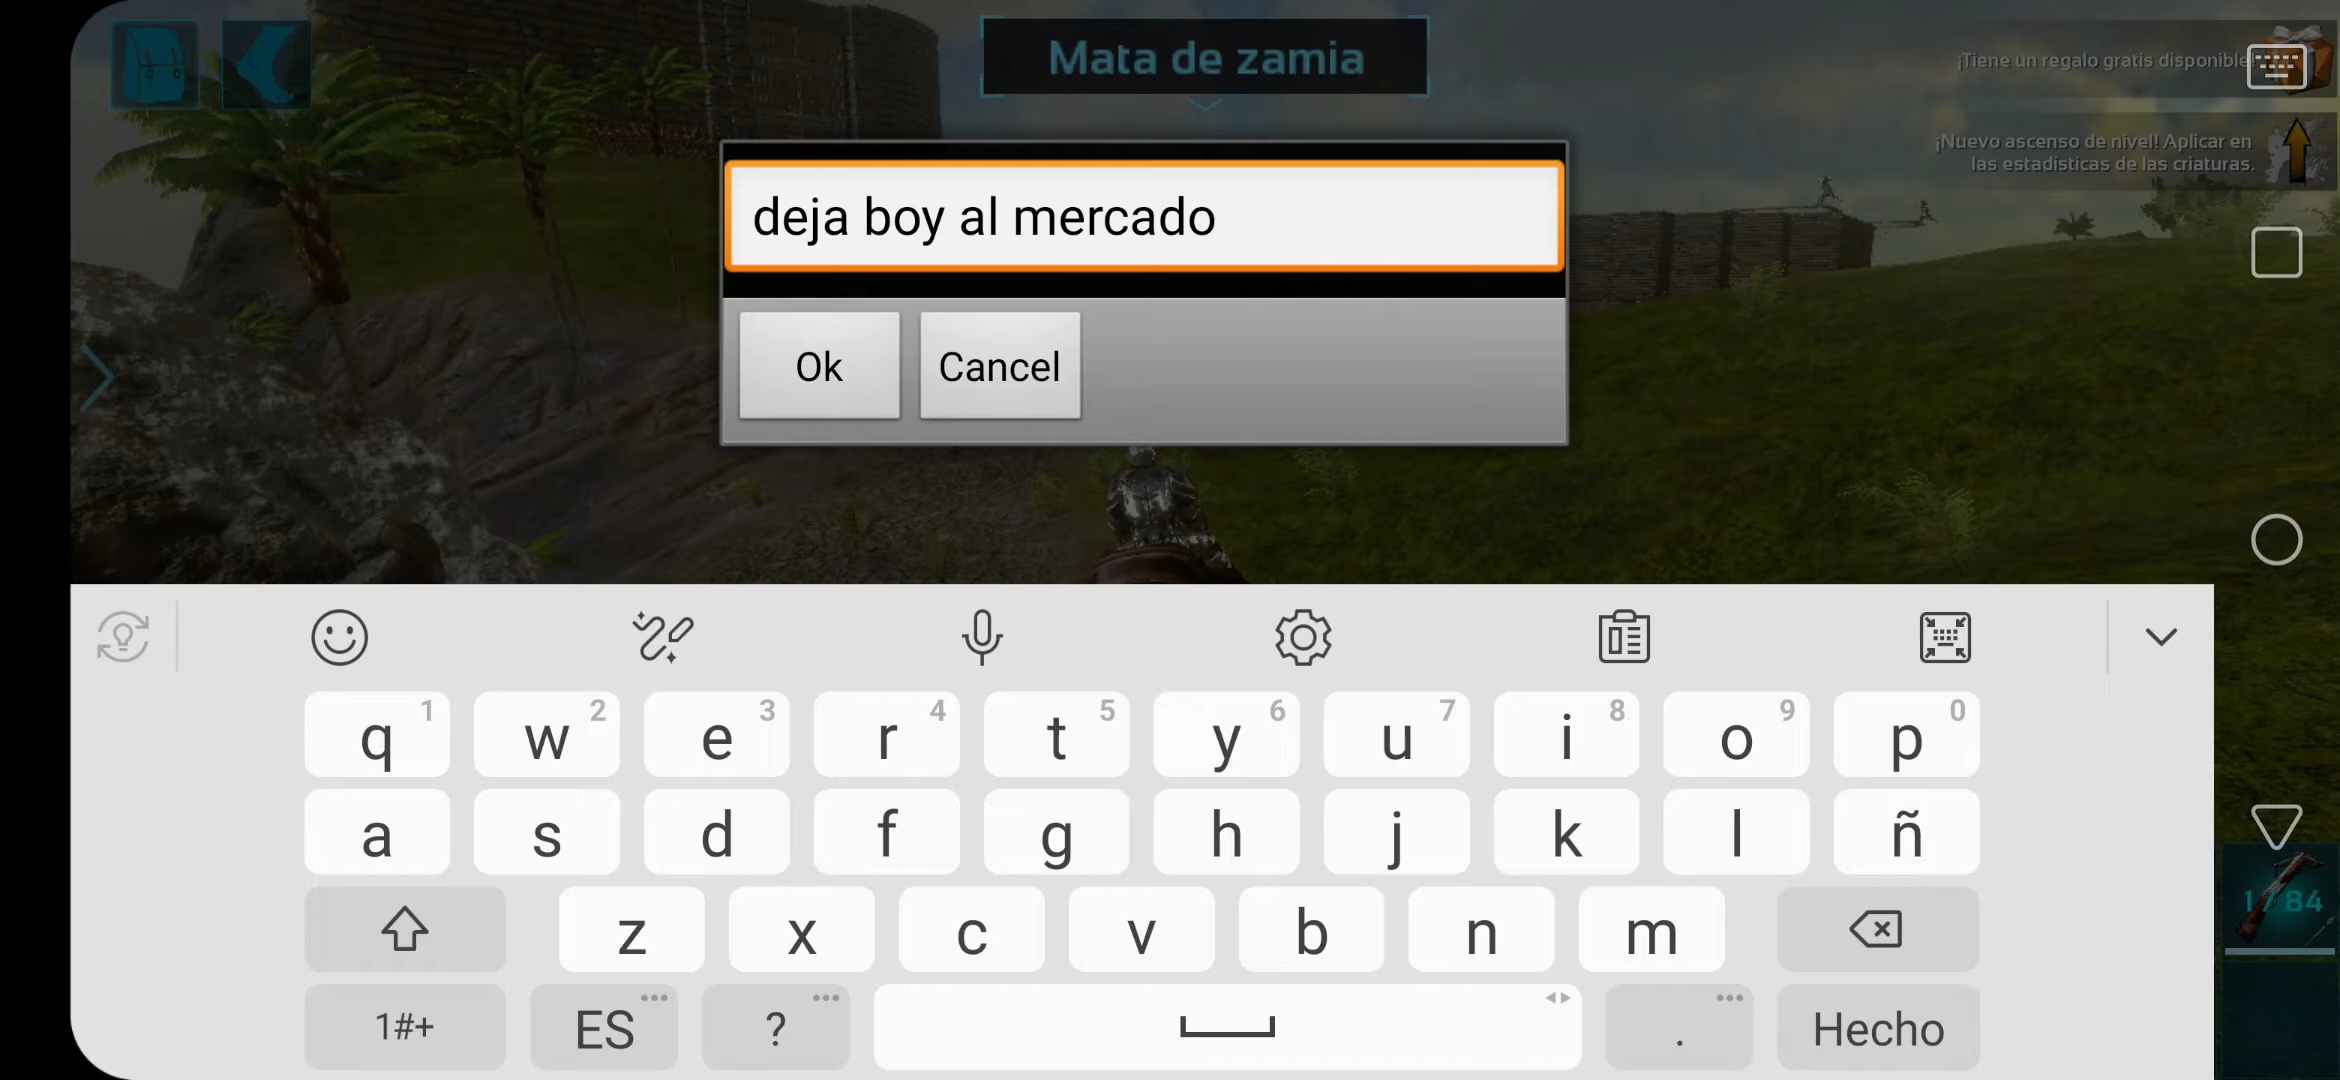 Mata de zamia
¡Tiene un regalo gratis disponible!
¡Nuevo ascenso de nivel! Aplicar en
las estadísticas de las criaturas.
deja boy al mercado
Ok Cancel
q 1 w 2 e 3 r 4 t 5 y 6 u 7 i 8 o 9 p 0
a s d f g h j k l ñ
z x c v b n m
1#+ ES ? . Hecho